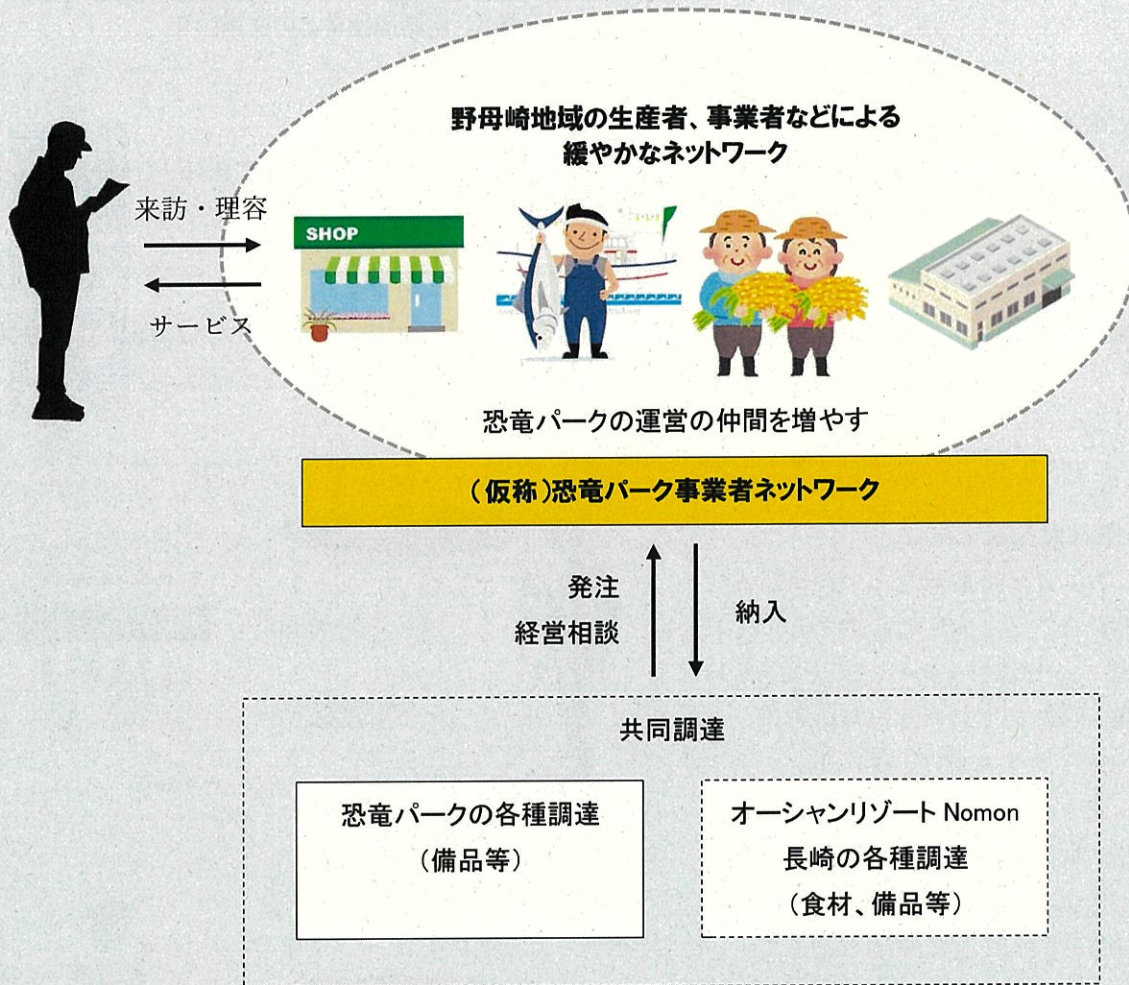 野母崎地域の生産者、事業者などによる
緩やかなネットワーク
来訪・理容
サービス
SHOP
恐竜パークの運営の仲間を増やす
（仮称）恐竜パーク事業者ネットワーク
発注
経営相談
納入
共同調達
恐竜パークの各種調達
（備品等）
オーシャンリゾート Nomon
長崎の各種調達
（食材、備品等）